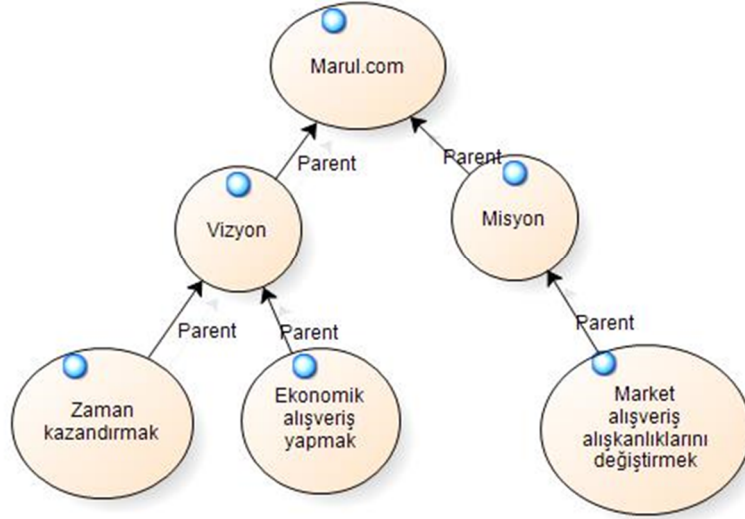 Marul.com
Parent
Parent
Vizyon
Misyon
Parent
Parent
Parent
Zaman
kazandırmak
Ekonomik
alışveriş
yapmak
Market
alışveriş
alışkanlıklarını
değiştirmek